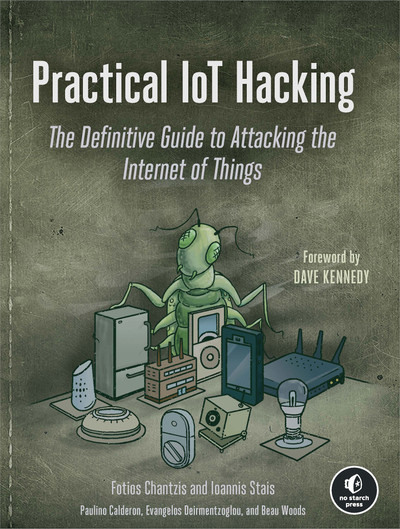 Practical IoT Hacking
The Definitive Guide to Attacking the
Internet of Things
Foreword by
DAVE KENNEDY
Fotios Chantzis and Ioannis Stais
Paulino Calderon, Evangelos Deirmentzoglou, and Beau Woods
no starch
press